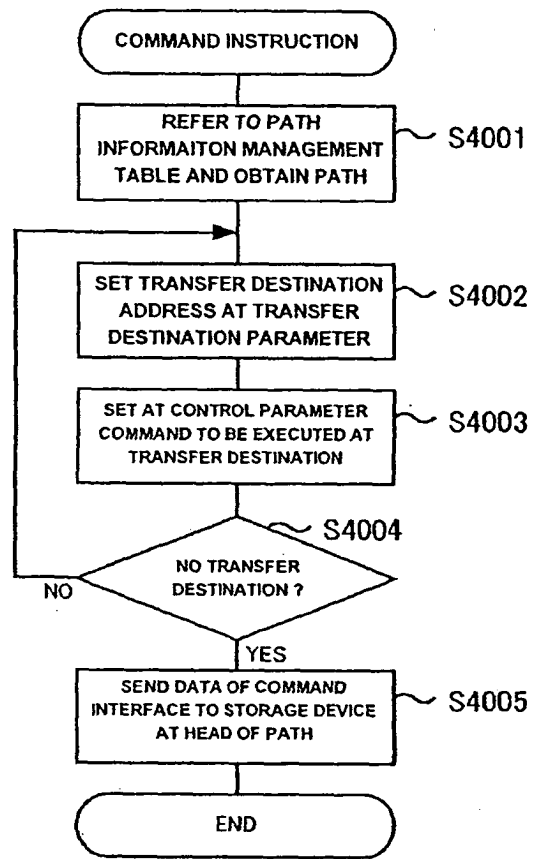 COMMAND INSTRUCTION
REFER TO PATH
INFORMAITON MANAGEMENT
TABLE AND OBTAIN PATH
S4001
SET TRANSFER DESTINATION
ADDRESS AT TRANSFER
DESTINATION PARAMETER
S4002
SET AT CONTROL PARAMETER
COMMAND TO BE EXECUTED AT
TRANSFER DESTINATION
S4003
S4004
NO TRANSFER
DESTINATION ?
NO
YES
SEND DATA OF COMMAND
INTERFACE TO STORAGE DEVICE
AT HEAD OF PATH
S4005
END